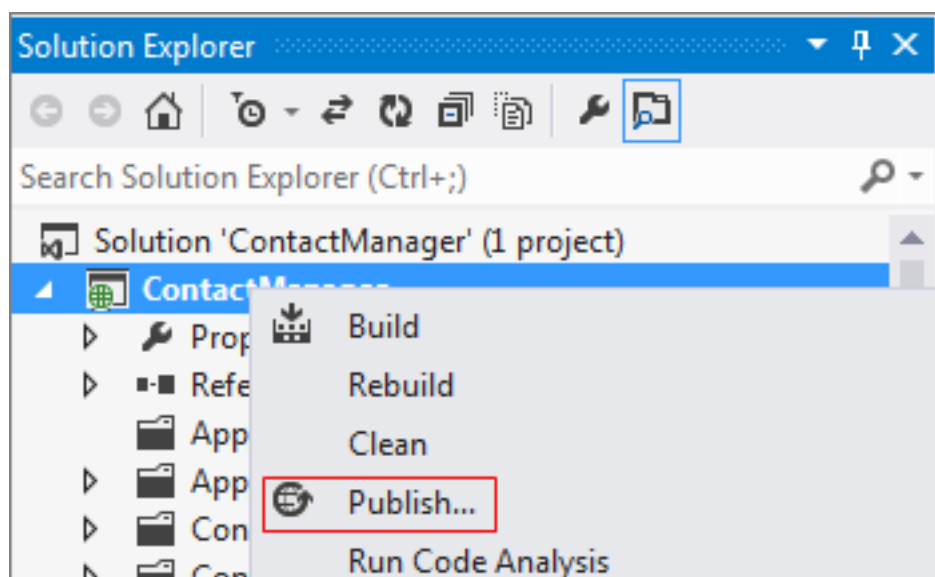 Solution Explorer
Search Solution Explorer (Ctrl+;)
Solution 'ContactManager' (1 project)
Build
Rebuild
Clean
Publish...
Run Code Analysis